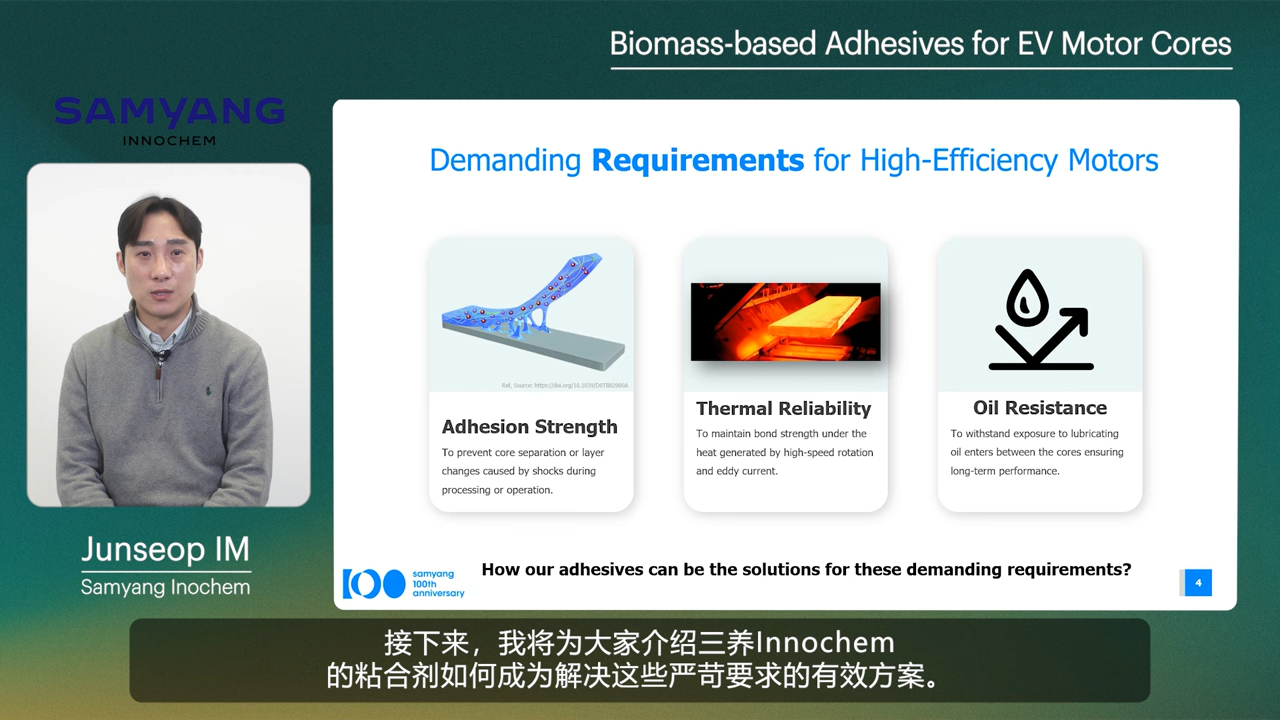 Biomass-based Adhesives for EV Motor Cores
SAMYANG
INNOCHEM
Demanding Requirements for High-Efficiency Motors
Adhesion Strength
To prevent core separation or layer
changes caused by shocks during
processing or operation.
Thermal Reliability
To maintain bond strength under the
heat generated by high-speed rotation
and eddy current.
Oil Resistance
To withstand exposure to lubricating
oil enters between the cores ensuring
long-term performance.
Junseop IM
Samyang Inochem
100
samyang
100th
anniversary
How our adhesives can be the solutions for these demanding requirements?
4
接下来，我将为大家介绍三养Innochem
的粘合剂如何成为解决这些严苛要求的有效方案。